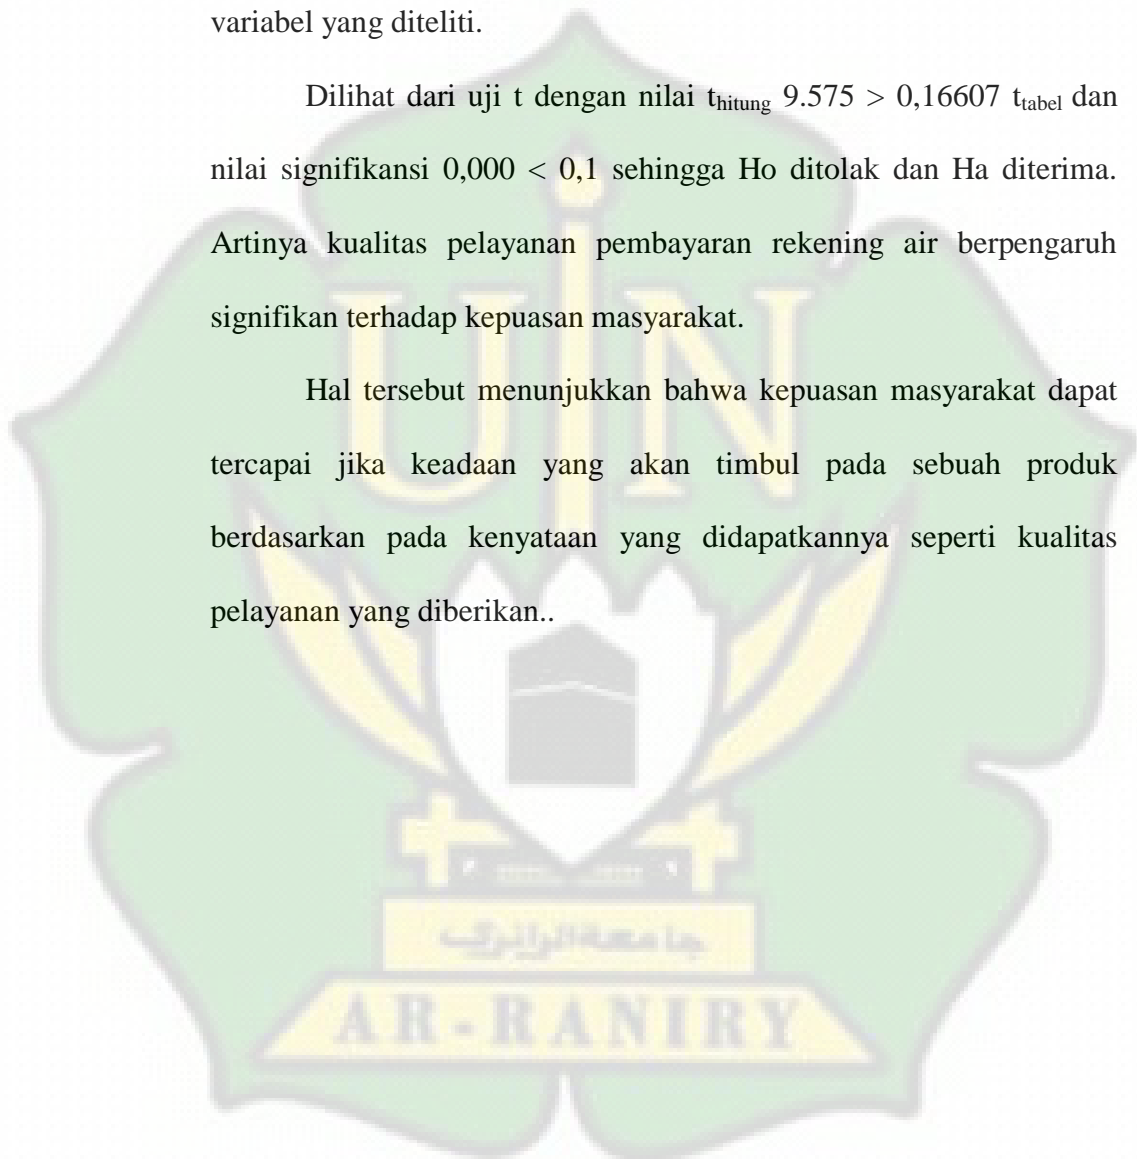 variabel yang diteliti.
Dilihat dari uji t dengan nilai thitung 9.575 > 0,16607 ttabel dan
nilai signifikansi 0,000 < 0,1 sehingga Ho ditolak dan Ha diterima.
Artinya kualitas pelayanan pembayaran rekening air berpengaruh
signifikan terhadap kepuasan masyarakat.
Hal tersebut menunjukkan bahwa kepuasan masyarakat dapat
tercapai jika keadaan yang akan timbul pada sebuah produk
berdasarkan pada kenyataan yang didapatkannya seperti kualitas
pelayanan yang diberikan..
UIN
جامعة الرانري
AR-RANIRY